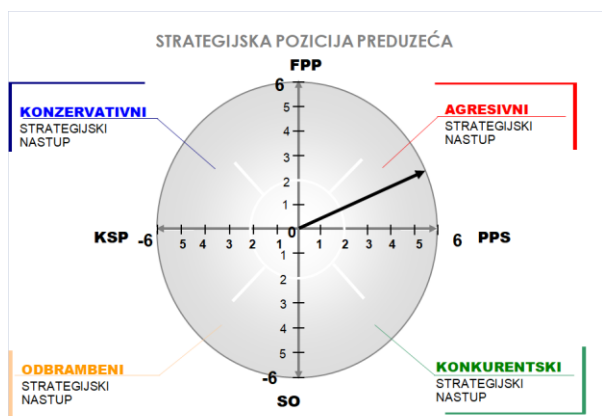 STRATEGIJSKA POZICIJA PREDUZEĆA
FPP
6
KONZERVATIVNI
STRATEGIJSKI
NASTUP
AGRESIVNI
STRATEGIJSKI
NASTUP
5
4
3
2
1
KSP -6 5 4 3 2 1 0 1 2 3 4 5 6 PPS
1
2
3
4
5
-6
SO
ODBRAMBENI
STRATEGIJSKI
NASTUP
KONKURENTSKI
STRATEGIJSKI
NASTUP